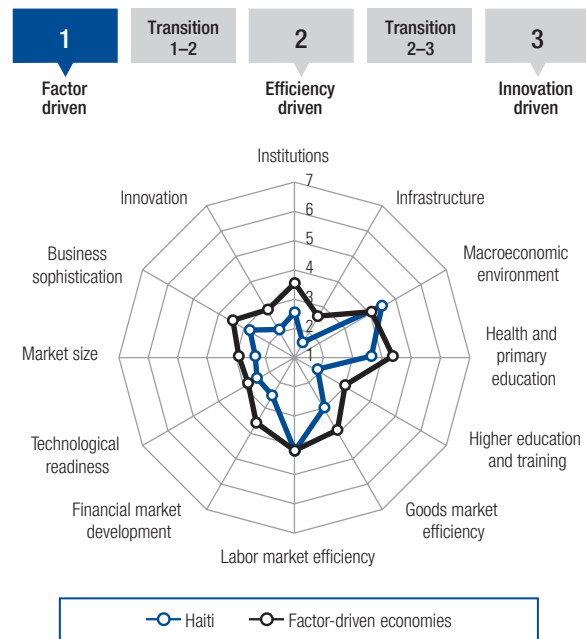 1
Transition
1–2
2
Transition
2–3
3
Factor
driven
Efficiency
driven
Innovation
driven
Institutions
Infrastructure
Macroeconomic
environment
Health and
primary
education
Higher education
and training
Goods market
efficiency
Labor market efficiency
Financial market
development
Technological
readiness
Market size
Business
sophistication
Innovation
7
6
5
4
3
2
1
Haiti
Factor-driven economies